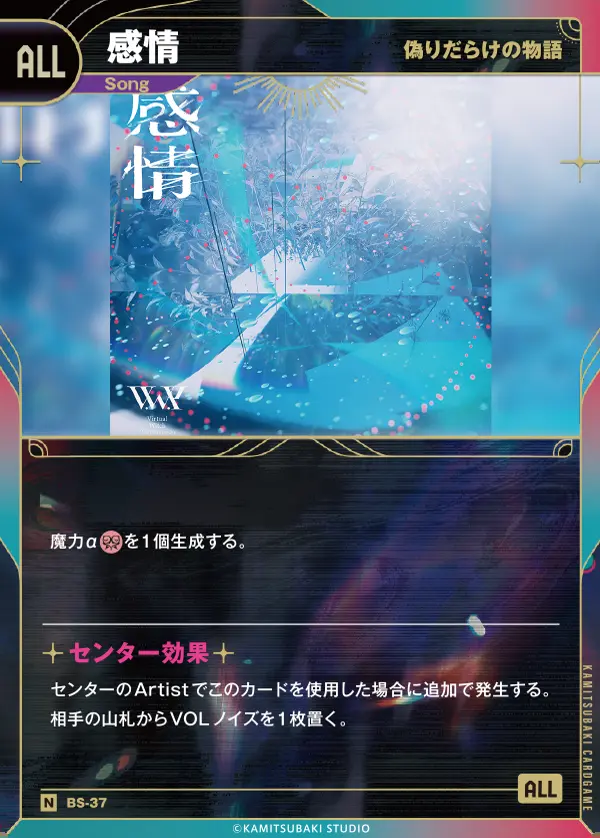 ALL
感情
偽りだらけの物語
Song
感情
V.W.P
Virtual
Witch
魔力αを1個生成する。
センター効果
センターのArtistでこのカードを使用した場合に追加で発生する。
相手の山札からVOLノイズを1枚置く。
KAMITSUBAKI CARDGAME
ALL
N BS-37
©KAMITSUBAKI STUDIO